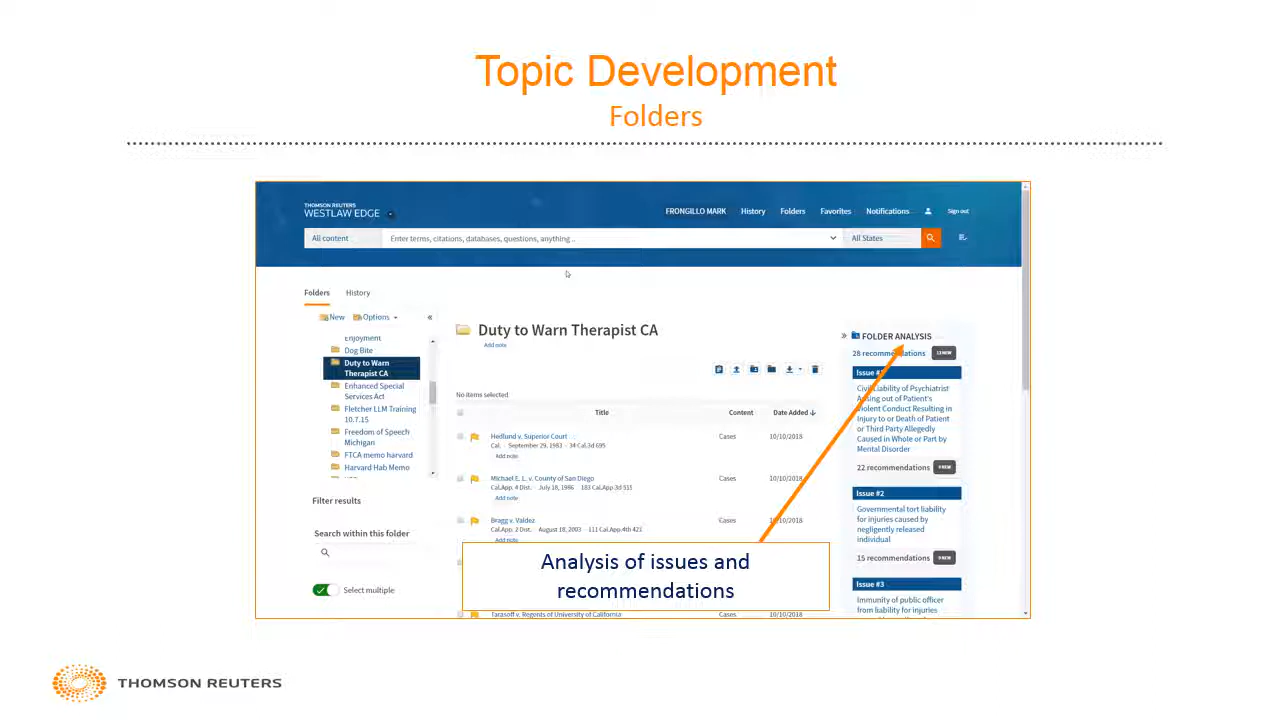 Topic Development
Folders
THOMSON REUTERS
WESTLAW EDGE
FRONGILLO MARK History Folders Favorites Notifications Sign out
All content Enter terms, citations, databases, questions, anything .. All States
Folders History
New Options
Enjoyment
Dog Bite
Duty to Warn
Therapist CA
Enhanced Special
Services Act
Fletcher LLM Training
10.7.15
Freedom of Speech
Michigan
FTCA memo harvard
Harvard Hab Memo
Filter results
Search within this folder
Select multiple
Duty to Warn Therapist CA
Add note
No items selected
Title Content Date Added
Hedlund v. Superior Court Cases 10/10/2018
Cal. · September 29, 1983 · 34 Cal.3d 695
Add note
Michael E. L. v. County of San Diego Cases 10/10/2018
Cal.App. 4 Dist. · July 18, 1986 · 183 Cal.App 3d 515
Add note
Bragg v. Valdez Cases 10/10/2018
Cal.App. 2 Dist. August 18, 2003 · 111 Cal.App.4th 421
Add note
Tarasoff v. Regents of University of California
FOLDER ANALYSIS
28 recommendations 13 NEW
Issue #1
Civil Liability of Psychiatrist
Arising out of Patient's
Violent Conduct Resulting in
Injury to or Death of Patient
or Third Party Allegedly
Caused in Whole or Part by
Mental Disorder
22 recommendations 9 NEW
Issue #2
Governmental tort liability
for injuries caused by
negligently released
individual
15 recommendations 9 NEW
Issue #3
Immunity of public officer
from liability for injuries
Analysis of issues and
recommendations
THOMSON REUTERS